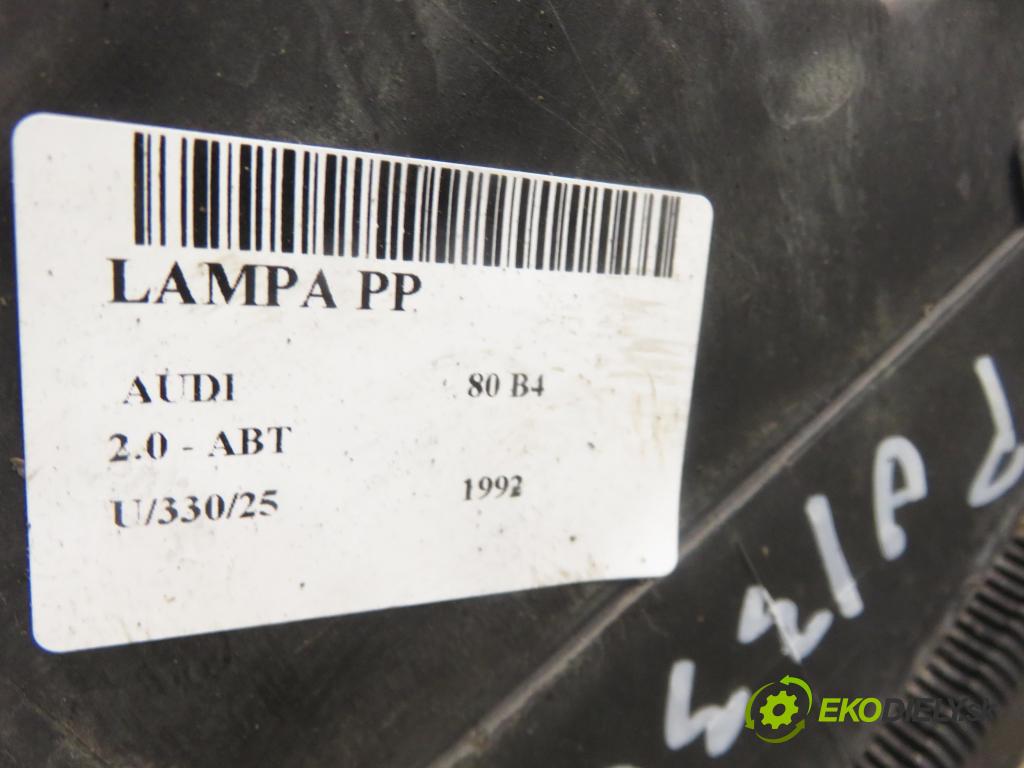 LAMPA PP
AUDI 80 B4
2.0 - ABT
U/330/25 1992
EKODIELY.SK